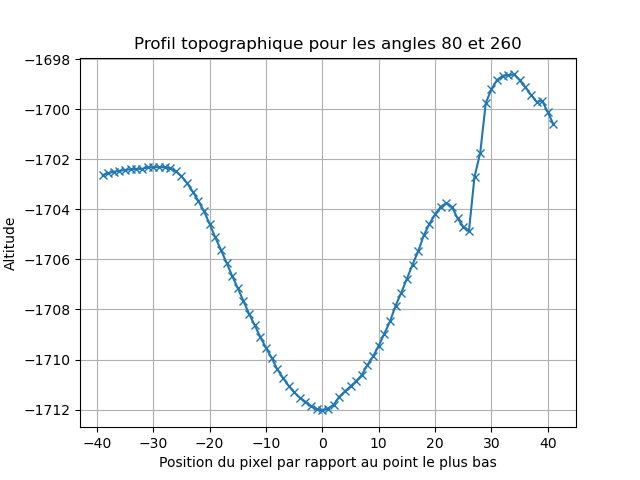 Profil topographique pour les angles 80 et 260
−1698
−1700
−1702
−1704
−1706
−1708
−1710
−1712
Altitude
−40 −30 −20 −10 0 10 20 30 40
Position du pixel par rapport au point le plus bas